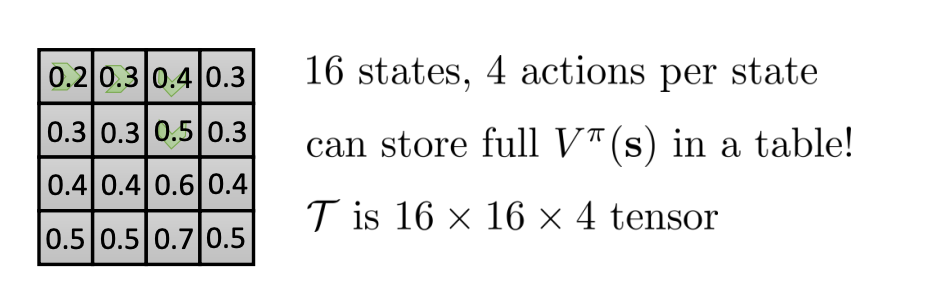 0.2 0.3 0.4 0.3
0.3 0.3 0.5 0.3
0.4 0.4 0.6 0.4
0.5 0.5 0.7 0.5
16 states, 4 actions per state
can store full V^π(s) in a table!
𝒯 is 16 × 16 × 4 tensor